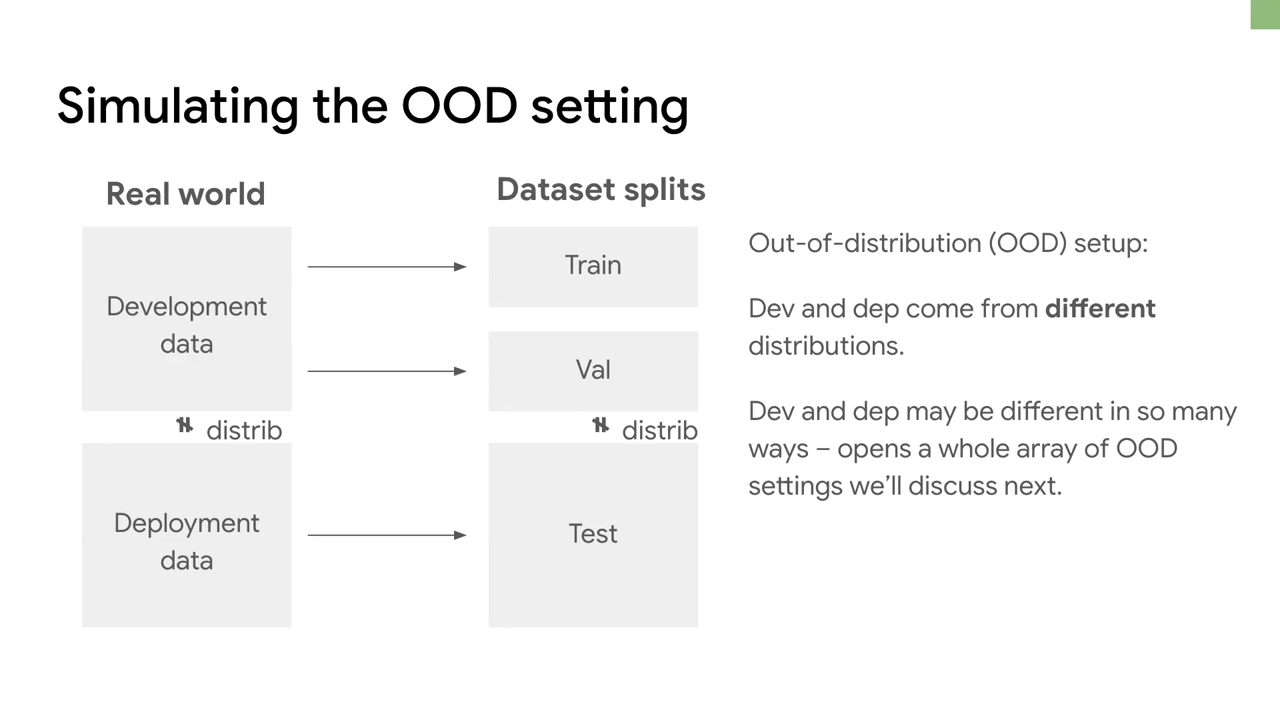 Simulating the OOD setting
Real world
Dataset splits
Development
data
Train
Val
distrib
distrib
Deployment
data
Test
Out-of-distribution (OOD) setup:
Dev and dep come from different
distributions.
Dev and dep may be different in so many
ways – opens a whole array of OOD
settings we’ll discuss next.